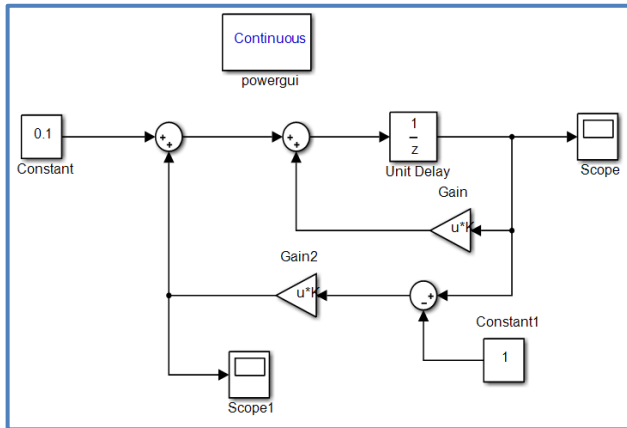 Continuous
powergui
0.1
Constant
+
+
+
+
1
z
Unit Delay
Scope
Gain
u*K
Gain2
u*K
+
-
Constant1
1
Scope1